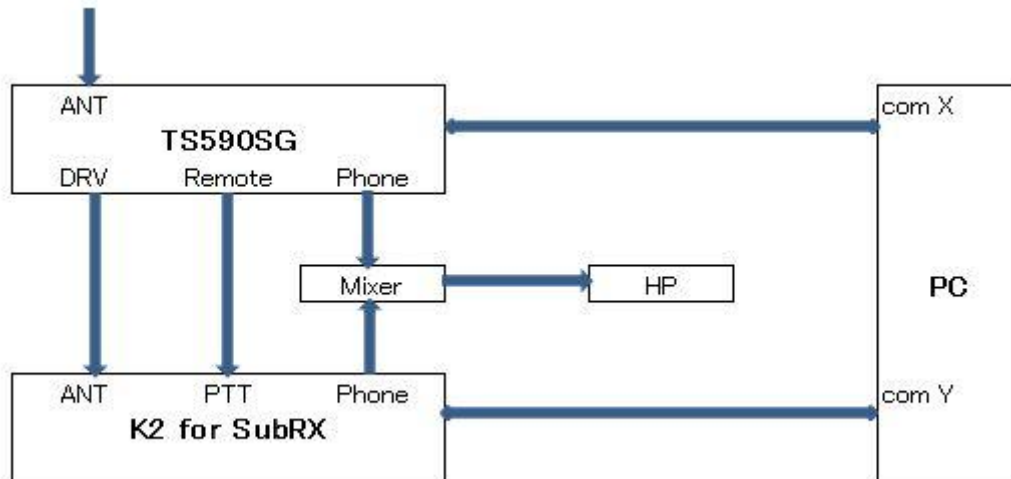 ANT
com X
TS590SG
DRV Remote Phone
Mixer
HP
PC
ANT PTT Phone
com Y
K2 for SubRX